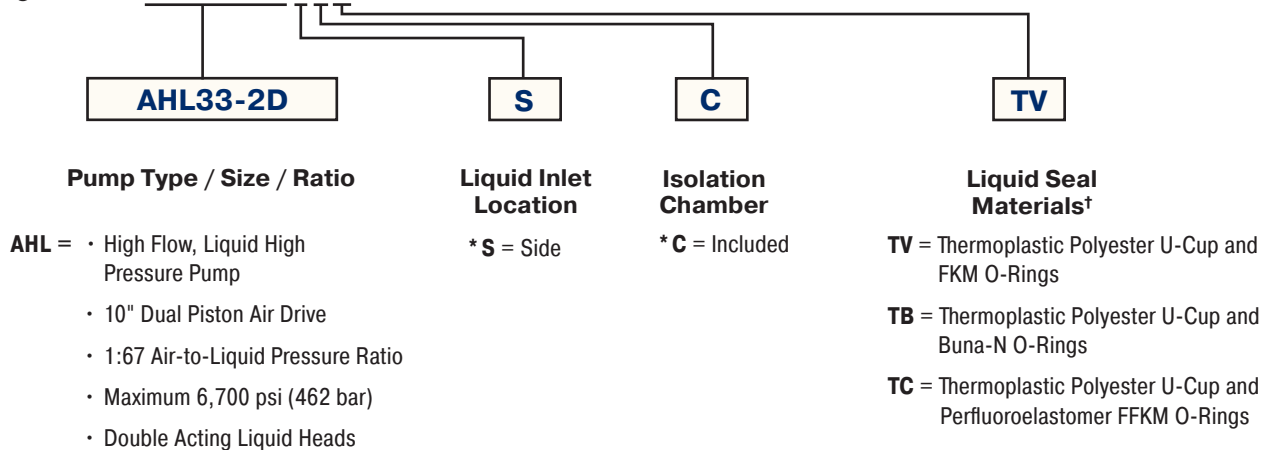 AHL33-2D
S
C
TV
Pump Type / Size / Ratio
Liquid Inlet
Location
Isolation
Chamber
Liquid Seal
Materials†
AHL = · High Flow, Liquid High
Pressure Pump
· 10" Dual Piston Air Drive
· 1:67 Air-to-Liquid Pressure Ratio
· Maximum 6,700 psi (462 bar)
· Double Acting Liquid Heads
* S = Side
* C = Included
TV = Thermoplastic Polyester U-Cup and
FKM O-Rings
TB = Thermoplastic Polyester U-Cup and
Buna-N O-Rings
TC = Thermoplastic Polyester U-Cup and
Perfluoroelastomer FFKM O-Rings